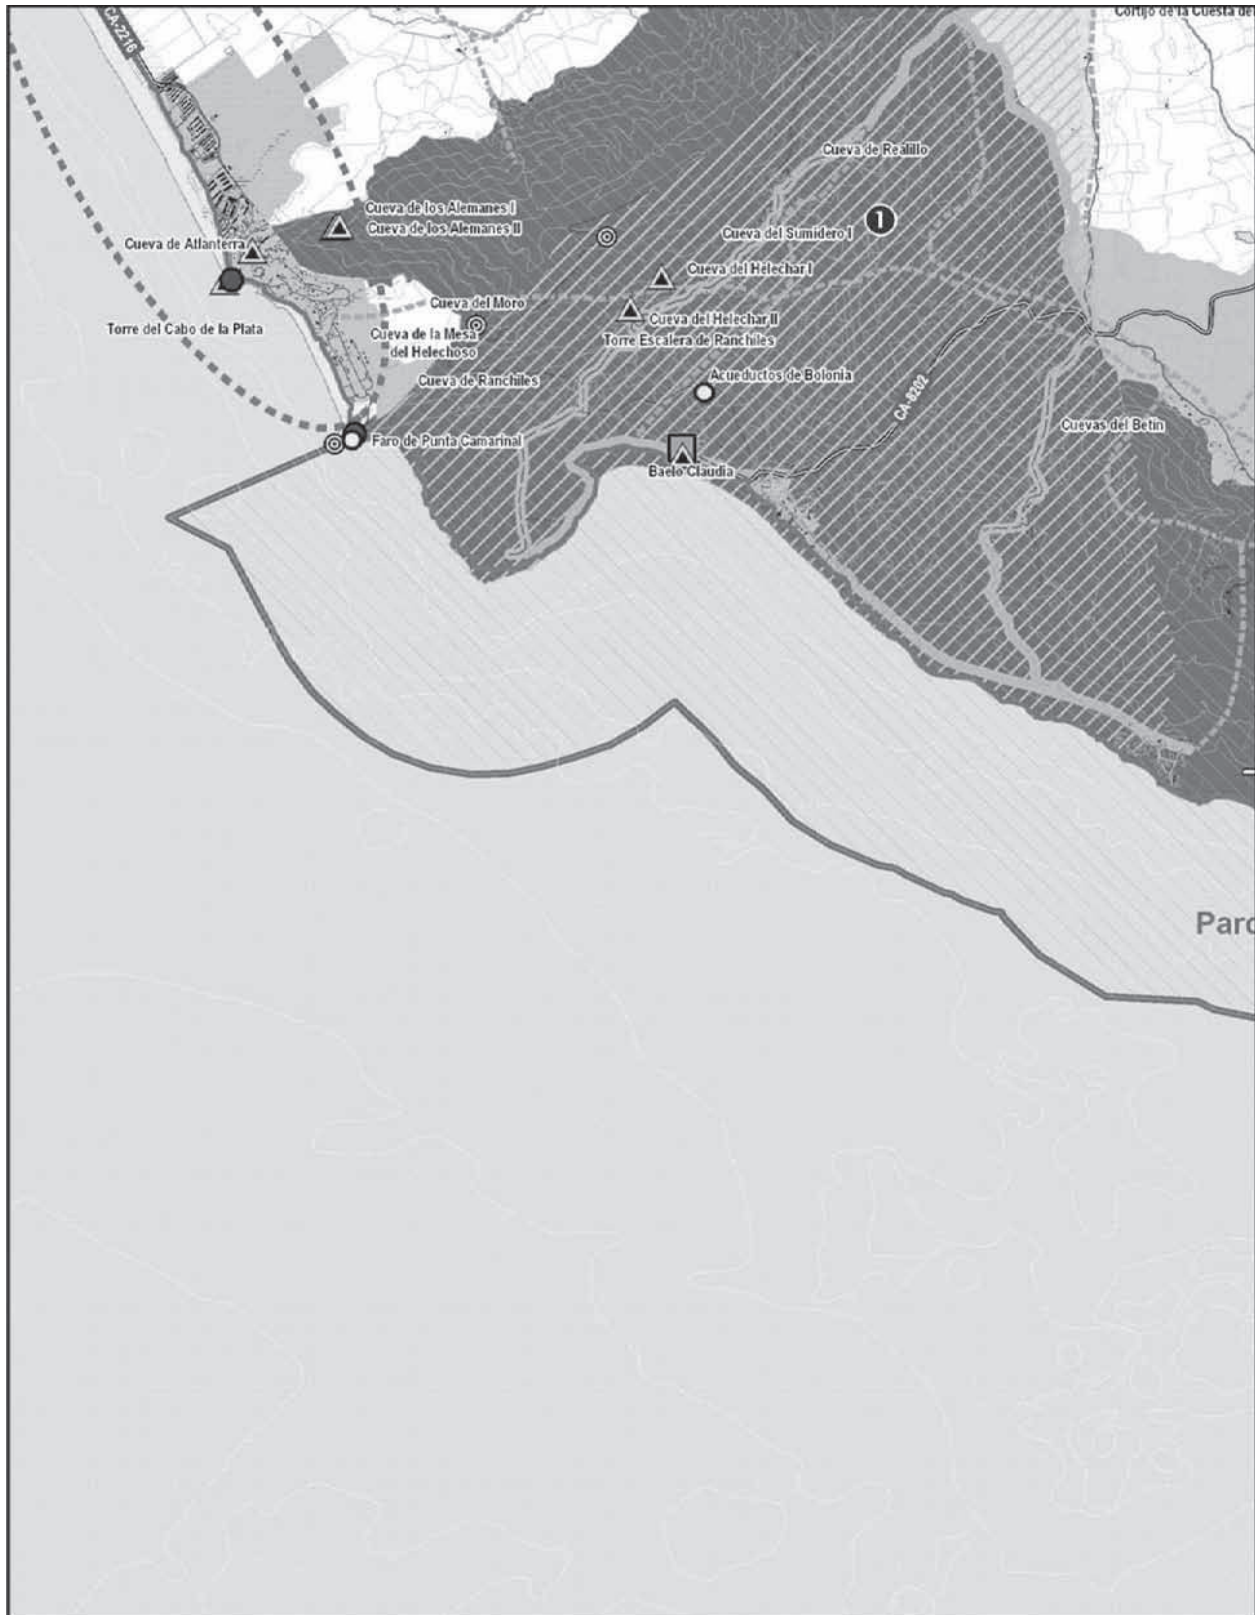 Cortijo de la Cuesta de
CA-2216
Cueva de Realillo
Cueva de los Alemanes I
Cueva de los Alemanes II
1
Cueva del Sumidero I
Cueva de Atlanterra
Cueva del Helechar I
Cueva del Moro
Cueva del Helechar II
Torre del Cabo de la Plata
Cueva de la Mesa
del Helechoso
Torre Escalera de Ranchiles
Cueva de Ranchiles
Acueductos de Bolonia
CA-8202
Cuevas del Betín
Faro de Punta Camarinal
Baelo Claudia
Parq